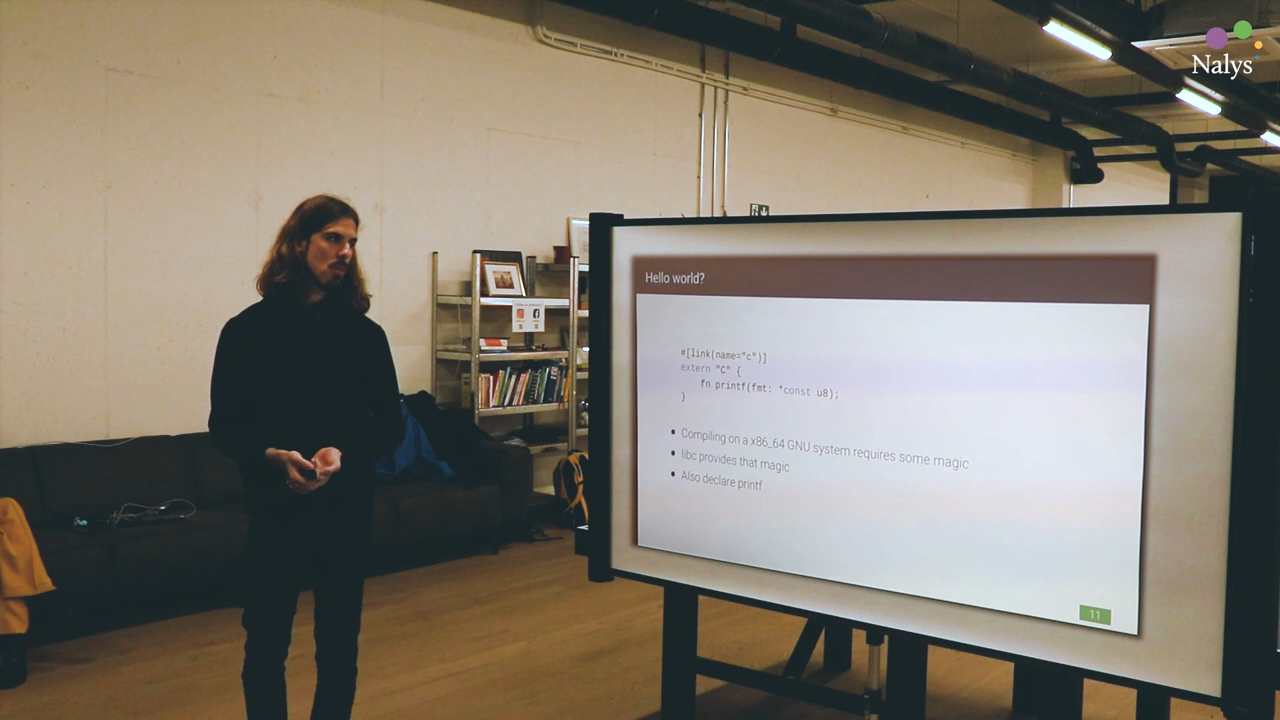 Nalys
Hello world?
#[link(name="c")]
extern "C" {
fn printf(fmt: *const u8);
}
Compiling on a x86_64 GNU system requires some magic
libc provides that magic
Also declare printf
11